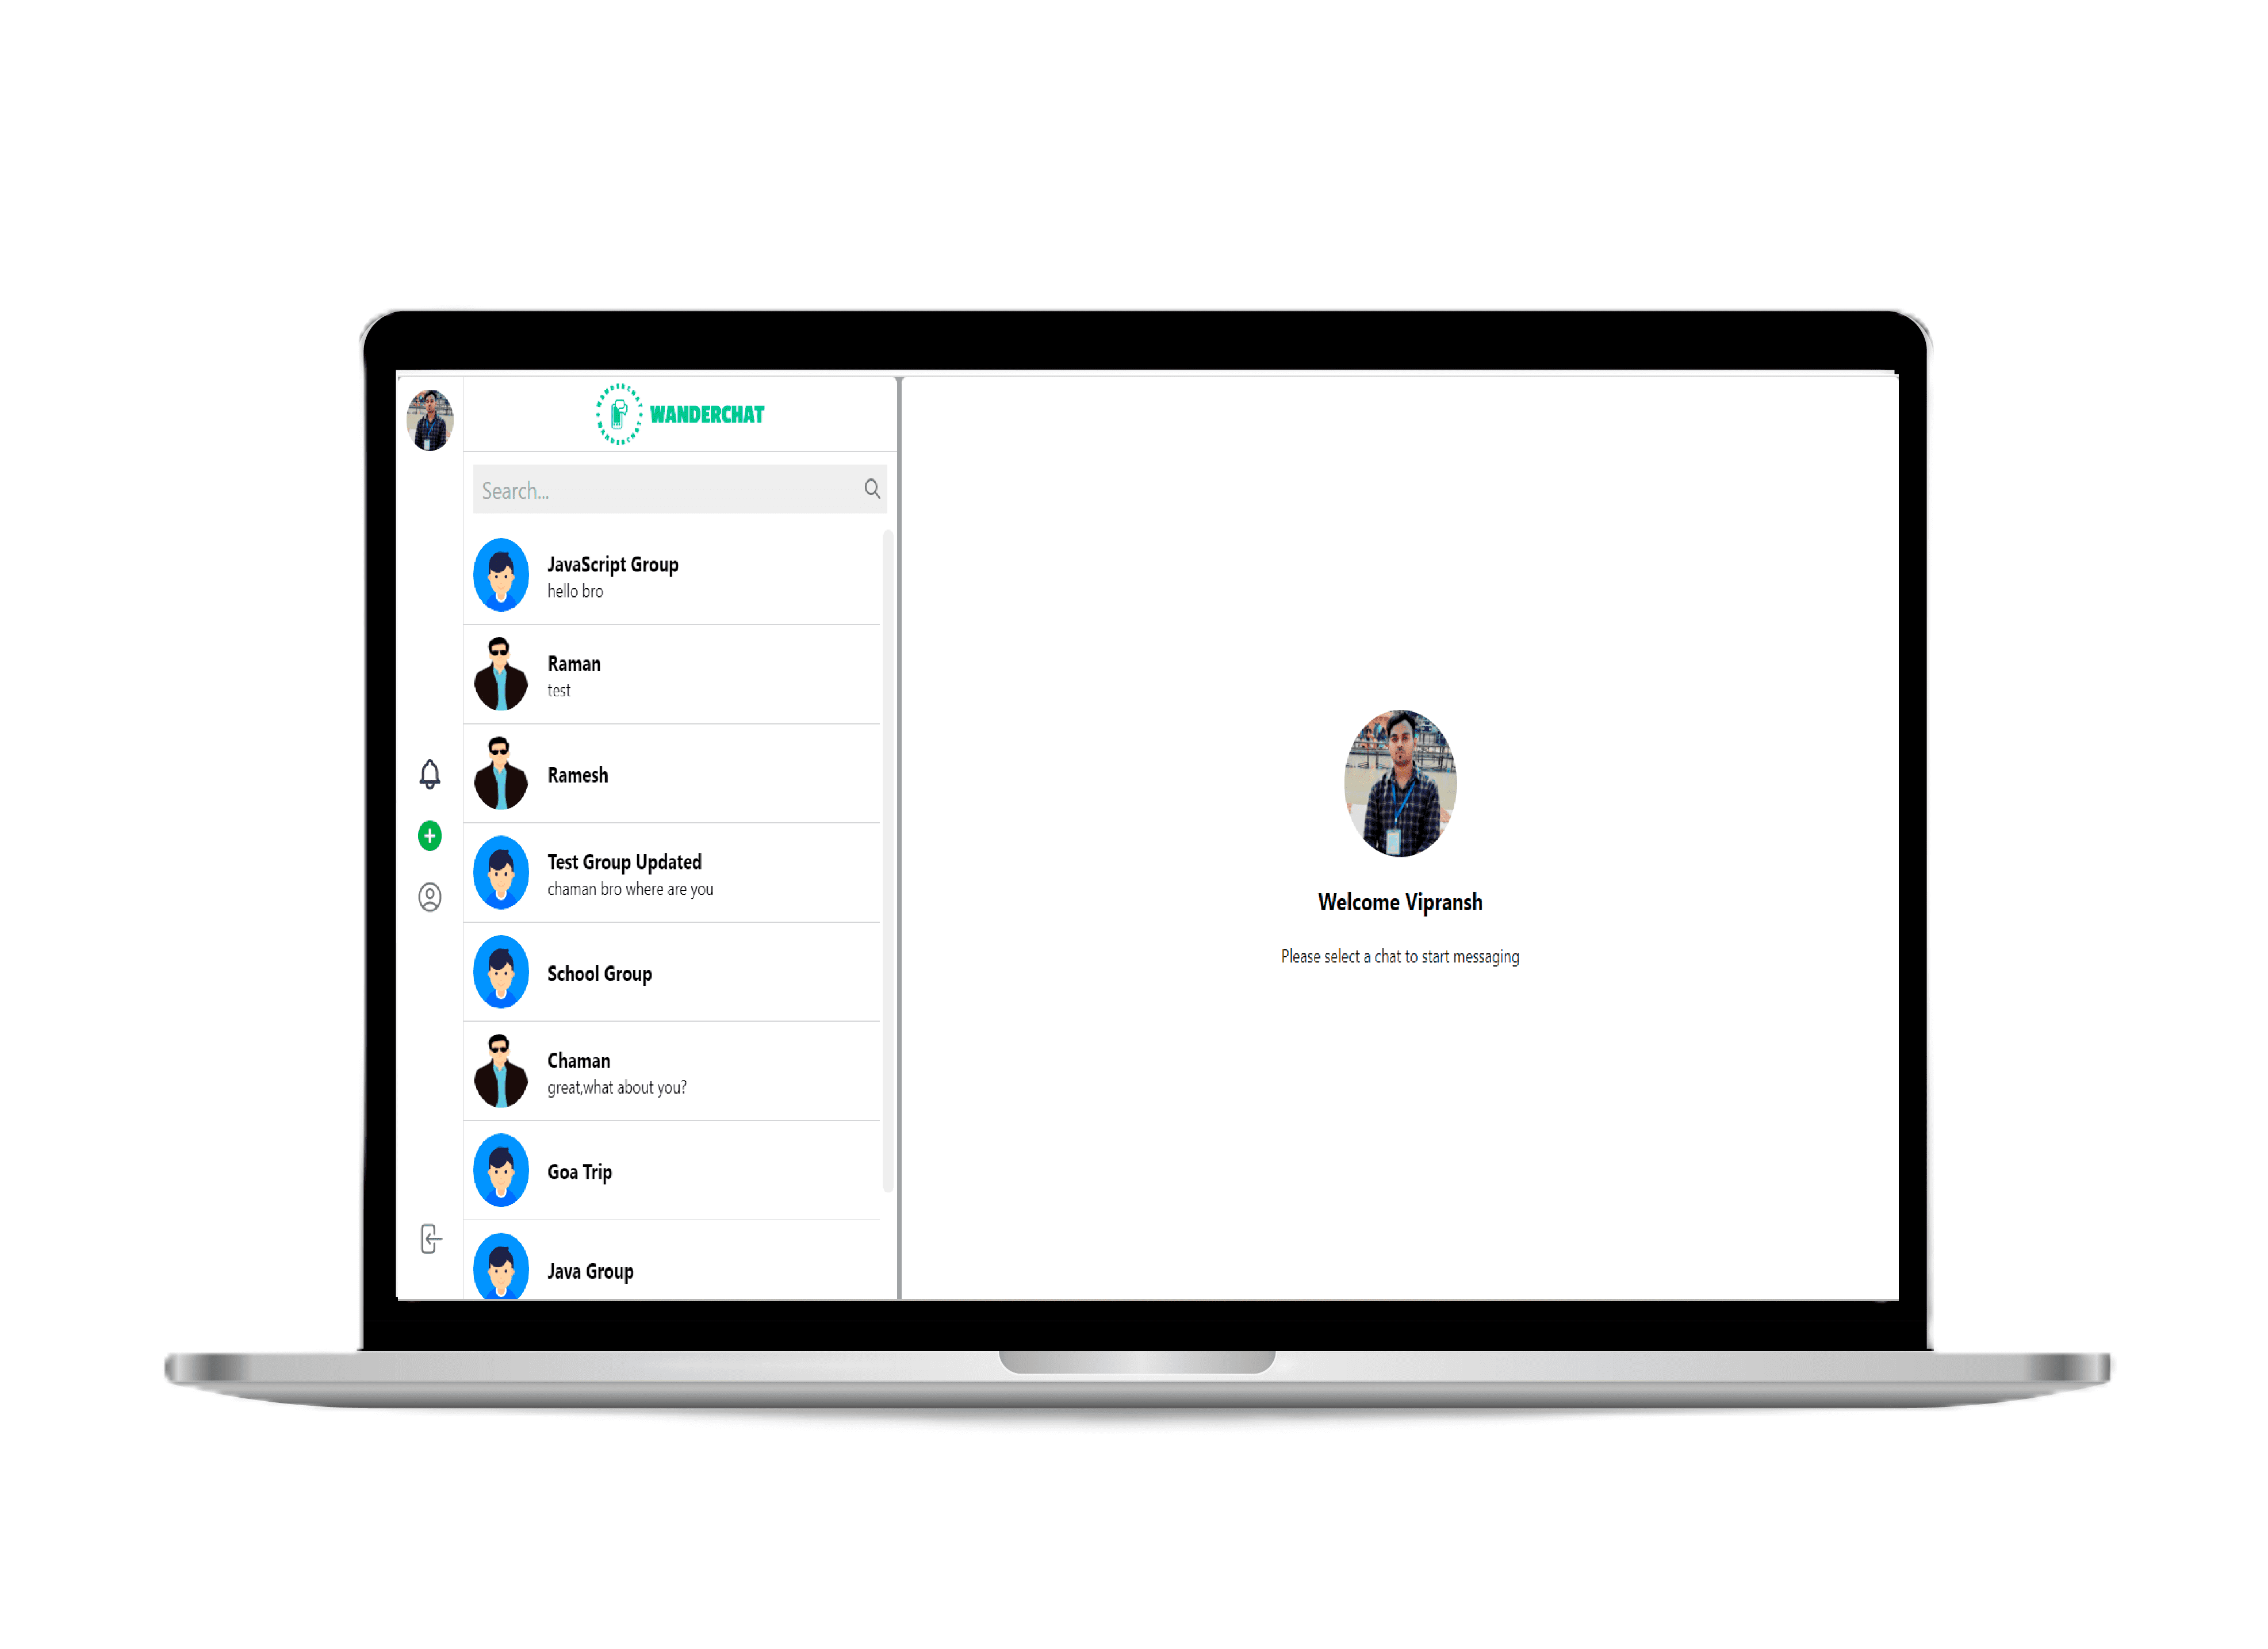 WANDERCHAT
Search...
JavaScript Group
hello bro
Raman
test
Ramesh
Test Group Updated
chaman bro where are you
School Group
Chaman
great,what about you?
Goa Trip
Java Group
Welcome Vipransh
Please select a chat to start messaging